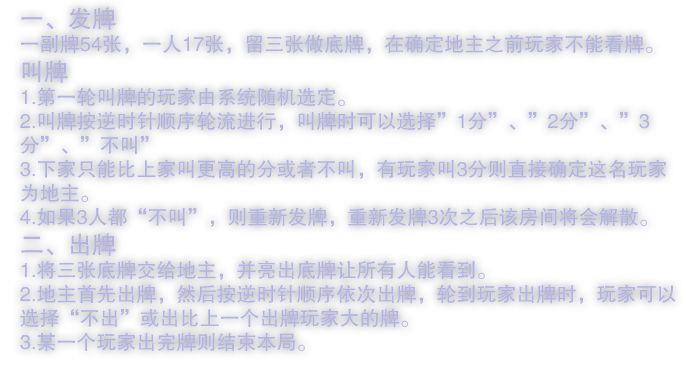 一、发牌
一副牌54张，一人17张，留三张做底牌，在确定地主之前玩家不能看牌。
叫牌
1.第一轮叫牌的玩家由系统随机选定。
2.叫牌按逆时针顺序轮流进行，叫牌时可以选择”1分”、”2分”、”3
分”、”不叫”
3.下家只能比上家叫更高的分或者不叫，有玩家叫3分则直接确定这名玩家
为地主。
4.如果3人都“不叫”，则重新发牌，重新发牌3次之后该房间将会解散。
二、出牌
1.将三张底牌交给地主，并亮出底牌让所有人能看到。
2.地主首先出牌，然后按逆时针顺序依次出牌，轮到玩家出牌时，玩家可以
选择“不出”或出比上一个出牌玩家大的牌。
3.某一个玩家出完牌则结束本局。